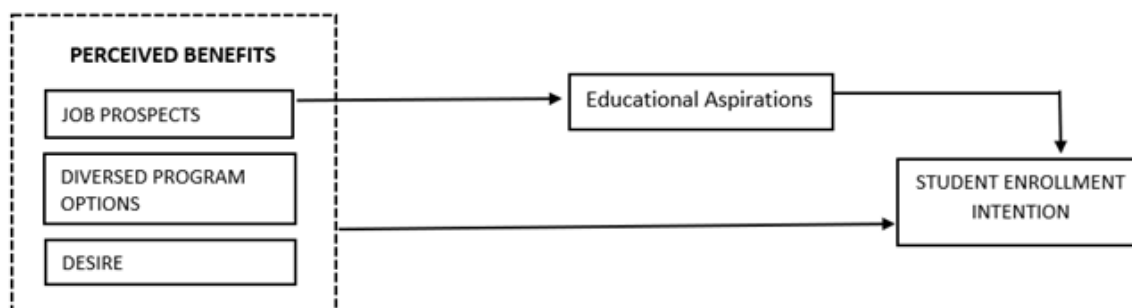 PERCEIVED BENEFITS
JOB PROSPECTS
DIVERSED PROGRAM
OPTIONS
DESIRE
Educational Aspirations
STUDENT ENROLLMENT
INTENTION